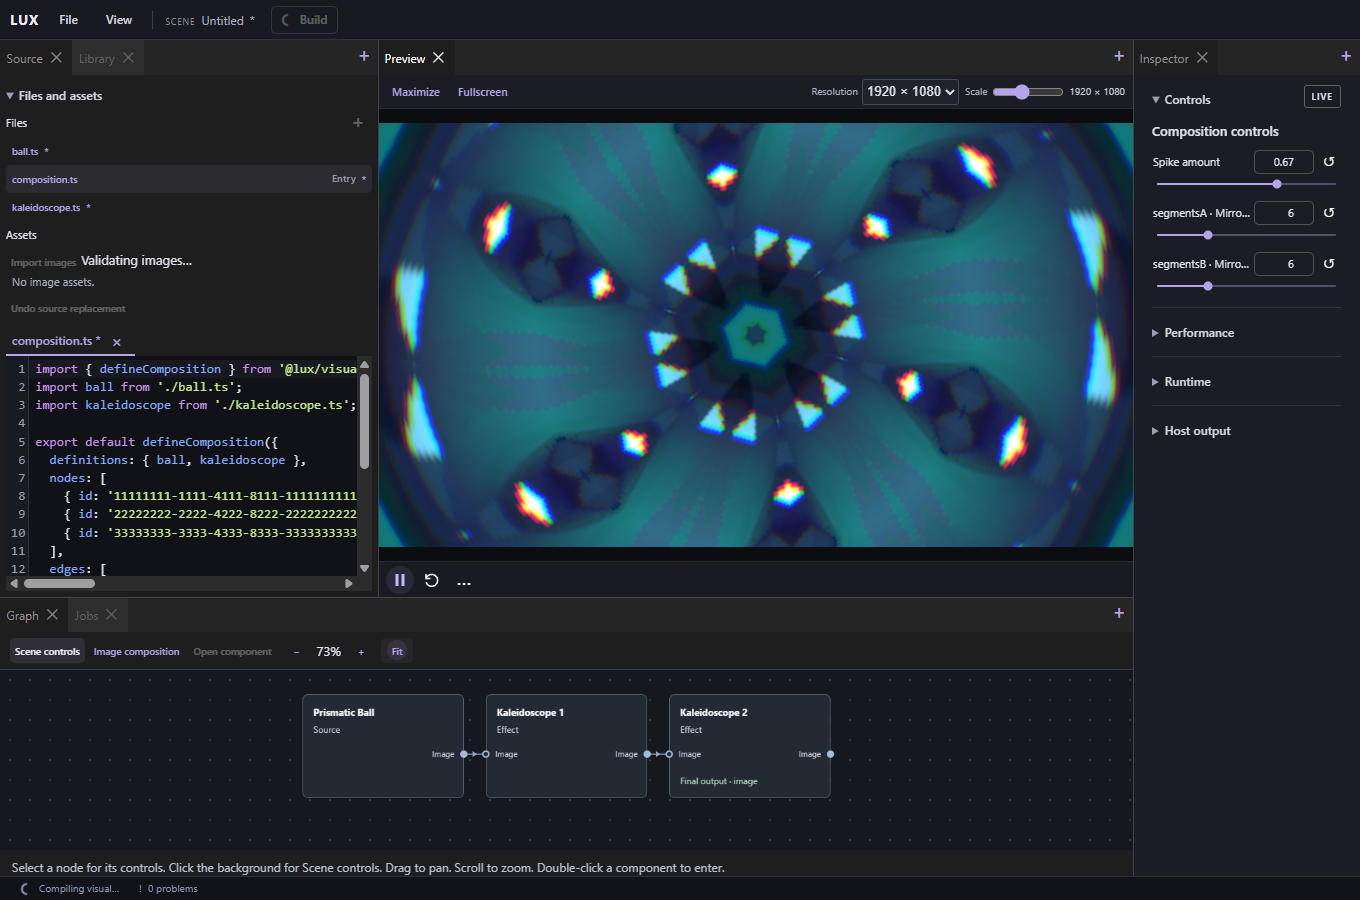 LUX File View SCENE Untitled * Build
Source Library
Files and assets
Files
ball.ts *
composition.ts Entry *
kaleidoscope.ts *
Assets
Import images Validating images...
No image assets.
Undo source replacement
composition.ts *
1 import { defineComposition } from '@lux/visua
2 import ball from './ball.ts';
3 import kaleidoscope from './kaleidoscope.ts';
4
5 export default defineComposition({
6 definitions: { ball, kaleidoscope },
7 nodes: [
8 { id: '11111111-1111-4111-8111-1111111111
9 { id: '22222222-2222-4222-8222-2222222222
10 { id: '33333333-3333-4333-8333-3333333333
11 ],
12 edges: [
Preview
Maximize Fullscreen Resolution 1920 × 1080 Scale 1920 × 1080
...
Inspector
Controls LIVE
Composition controls
Spike amount 0.67
segmentsA · Mirro... 6
segmentsB · Mirro... 6
Performance
Runtime
Host output
Graph Jobs
Scene controls Image composition Open component − 73% + Fit
Prismatic Ball
Source
Image
Kaleidoscope 1
Effect
Image Image
Kaleidoscope 2
Effect
Image Image
Final output · image
Select a node for its controls. Click the background for Scene controls. Drag to pan. Scroll to zoom. Double-click a component to enter.
Compiling visual... ! 0 problems